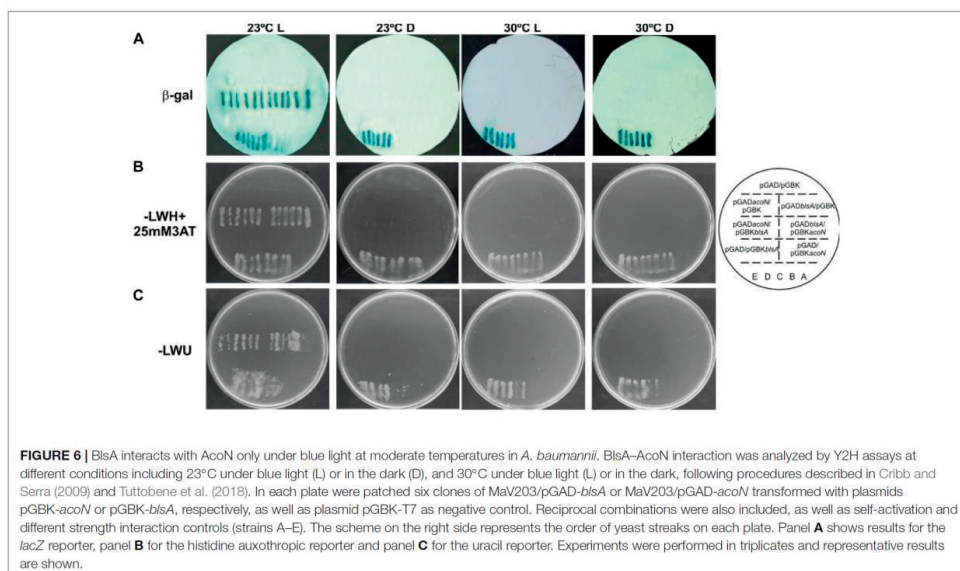 23ºC L 23ºC D 30ºC L 30ºC D
A
β-gal
B
-LWH+
25mM3AT
C
-LWU
pGAD/pGBK
pGADacoN/ pGADblsA/pGBK
pGBK
pGADacoN/ pGADblsA/
pGBKblsA pGBKacoN
pGAD/pGBKblsA pGAD/
pGBKacoN
E D C B A
FIGURE 6 | BlsA interacts with AcoN only under blue light at moderate temperatures in A. baumannii. BlsA–AcoN interaction was analyzed by Y2H assays at
different conditions including 23°C under blue light (L) or in the dark (D), and 30°C under blue light (L) or in the dark, following procedures described in Cribb and
Serra (2009) and Tuttobene et al. (2018). In each plate were patched six clones of MaV203/pGAD-blsA or MaV203/pGAD-acoN transformed with plasmids
pGBK-acoN or pGBK-blsA, respectively, as well as plasmid pGBK-T7 as negative control. Reciprocal combinations were also included, as well as self-activation and
different strength interaction controls (strains A–E). The scheme on the right side represents the order of yeast streaks on each plate. Panel A shows results for the
lacZ reporter, panel B for the histidine auxothropic reporter and panel C for the uracil reporter. Experiments were performed in triplicates and representative results
are shown.